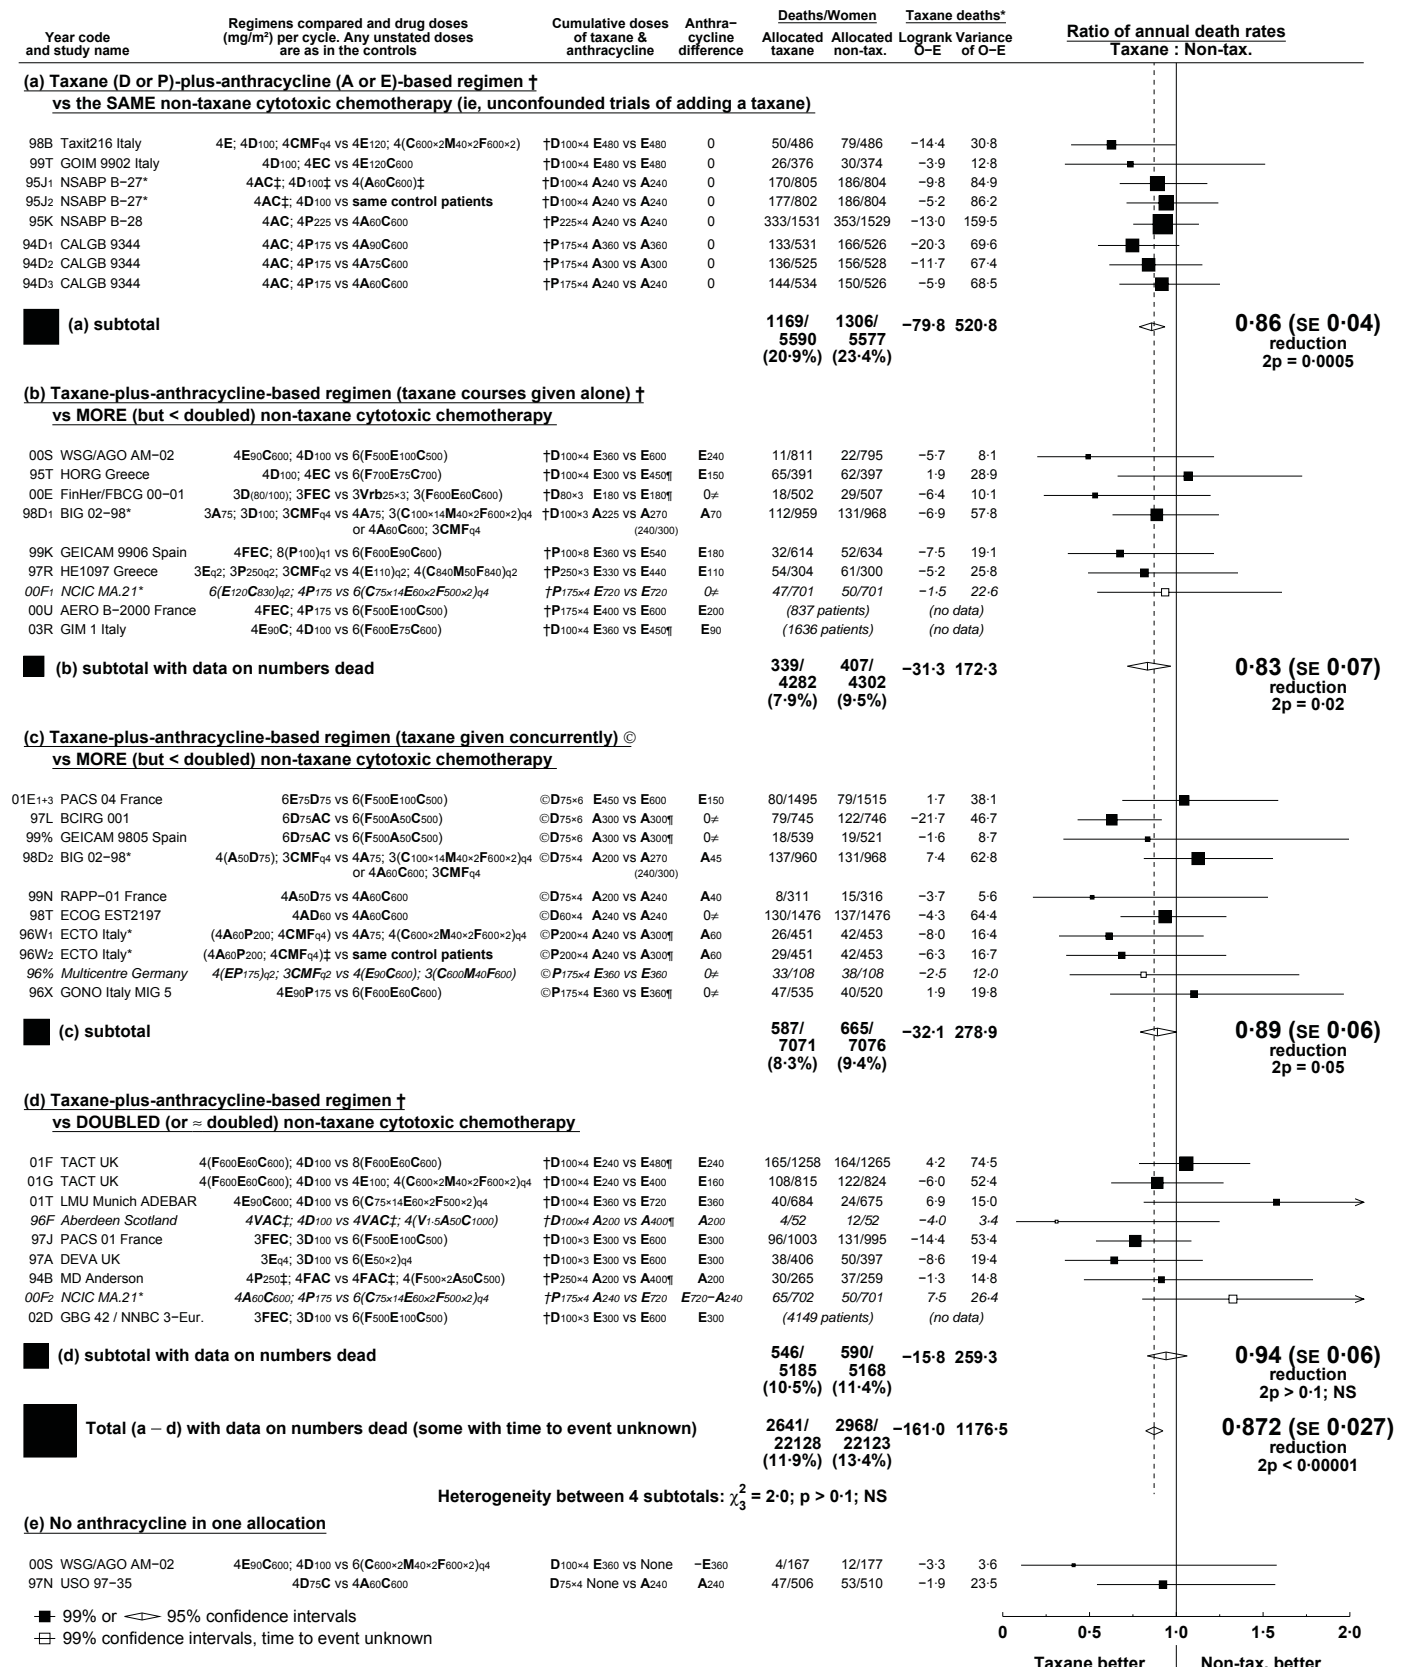 Year code and study name | Regimens compared and drug doses (mg/m²) per cycle. Any unstated doses are as in the controls | Cumulative doses of taxane & anthracycline | Anthra−cycline difference | Deaths/Women Allocated taxane | Allocated non-tax. | Taxane deaths* Logrank O−E | Variance of O−E | Ratio of annual death rates Taxane : Non-tax.
(a) Taxane (D or P)-plus-anthracycline (A or E)-based regimen †
vs the SAME non-taxane cytotoxic chemotherapy (ie, unconfounded trials of adding a taxane)
98B Taxit216 Italy 4E; 4D100; 4CMFq4 vs 4E120; 4(C600×2M40×2F600×2) †D100×4 E480 vs E480 0 50/486 79/486 −14·4 30·8
99T GOIM 9902 Italy 4D100; 4EC vs 4E120C600 †D100×4 E480 vs E480 0 26/376 30/374 −3·9 12·8
95J1 NSABP B−27* 4AC‡; 4D100‡ vs 4(A60C600)‡ †D100×4 A240 vs A240 0 170/805 186/804 −9·8 84·9
95J2 NSABP B−27* 4AC‡; 4D100 vs same control patients †D100×4 A240 vs A240 0 177/802 186/804 −5·2 86·2
95K NSABP B−28 4AC; 4P225 vs 4A60C600 †P225×4 A240 vs A240 0 333/1531 353/1529 −13·0 159·5
94D1 CALGB 9344 4AC; 4P175 vs 4A90C600 †P175×4 A360 vs A360 0 133/531 166/526 −20·3 69·6
94D2 CALGB 9344 4AC; 4P175 vs 4A75C600 †P175×4 A300 vs A300 0 136/525 156/528 −11·7 67·4
94D3 CALGB 9344 4AC; 4P175 vs 4A60C600 †P175×4 A240 vs A240 0 144/534 150/526 −5·9 68·5
(a) subtotal 1169/5590 (20·9%) 1306/5577 (23·4%) −79·8 520·8 0·86 (SE 0·04) reduction 2p = 0·0005
(b) Taxane-plus-anthracycline-based regimen (taxane courses given alone) †
vs MORE (but < doubled) non-taxane cytotoxic chemotherapy
00S WSG/AGO AM−02 4E90C600; 4D100 vs 6(F500E100C500) †D100×4 E360 vs E600 E240 11/811 22/795 −5·7 8·1
95T HORG Greece 4D100; 4EC vs 6(F700E75C700) †D100×4 E300 vs E450¶ E150 65/391 62/397 1·9 28·9
00E FinHer/FBCG 00−01 3D(80/100); 3FEC vs 3Vrb25×3; 3(F600E60C600) †D80×3 E180 vs E180¶ 0≠ 18/502 29/507 −6·4 10·1
98D1 BIG 02−98* 3A75; 3D100; 3CMFq4 vs 4A75; 3(C100×14M40×2F600×2)q4 †D100×3 A225 vs A270 A70 112/959 131/968 −6·9 57·8
or 4A60C600; 3CMFq4 (240/300)
99K GEICAM 9906 Spain 4FEC; 8(P100)q1 vs 6(F600E90C600) †P100×8 E360 vs E540 E180 32/614 52/634 −7·5 19·1
97R HE1097 Greece 3Eq2; 3P250q2; 3CMFq2 vs 4(E110)q2; 4(C840M50F840)q2 †P250×3 E330 vs E440 E110 54/304 61/300 −5·2 25·8
00F1 NCIC MA.21* 6(E120C830)q2; 4P175 vs 6(C75x14E60x2F500x2)q4 †P175x4 E720 vs E720 0≠ 47/701 50/701 −1·5 22·6
00U AERO B−2000 France 4FEC; 4P175 vs 6(F500E100C500) †P175×4 E400 vs E600 E200 (837 patients) (no data)
03R GIM 1 Italy 4E90C; 4D100 vs 6(F600E75C600) †D100×4 E360 vs E450¶ E90 (1636 patients) (no data)
(b) subtotal with data on numbers dead 339/4282 (7·9%) 407/4302 (9·5%) −31·3 172·3 0·83 (SE 0·07) reduction 2p = 0·02
(c) Taxane-plus-anthracycline-based regimen (taxane given concurrently) ©
vs MORE (but < doubled) non-taxane cytotoxic chemotherapy
01E1+3 PACS 04 France 6E75D75 vs 6(F500E100C500) ©D75×6 E450 vs E600 E150 80/1495 79/1515 1·7 38·1
97L BCIRG 001 6D75AC vs 6(F500A50C500) ©D75×6 A300 vs A300¶ 0≠ 79/745 122/746 −21·7 46·7
99% GEICAM 9805 Spain 6D75AC vs 6(F500A50C500) ©D75×6 A300 vs A300¶ 0≠ 18/539 19/521 −1·6 8·7
98D2 BIG 02−98* 4(A50D75); 3CMFq4 vs 4A75; 3(C100×14M40×2F600×2)q4 ©D75×4 A200 vs A270 A45 137/960 131/968 7·4 62·8
or 4A60C600; 3CMFq4 (240/300)
99N RAPP−01 France 4A50D75 vs 4A60C600 ©D75×4 A200 vs A240 A40 8/311 15/316 −3·7 5·6
98T ECOG EST2197 4AD60 vs 4A60C600 ©D60×4 A240 vs A240 0≠ 130/1476 137/1476 −4·3 64·4
96W1 ECTO Italy* (4A60P200; 4CMFq4) vs 4A75; 4(C600×2M40×2F600×2)q4 ©P200×4 A240 vs A300¶ A60 26/451 42/453 −8·0 16·4
96W2 ECTO Italy* (4A60P200; 4CMFq4)‡ vs same control patients ©P200×4 A240 vs A300¶ A60 29/451 42/453 −6·3 16·7
96% Multicentre Germany 4(EP175)q2; 3CMFq2 vs 4(E90C600); 3(C600M40F600) ©P175x4 E360 vs E360 0≠ 33/108 38/108 −2·5 12·0
96X GONO Italy MIG 5 4E90P175 vs 6(F600E60C600) ©P175×4 E360 vs E360¶ 0≠ 47/535 40/520 1·9 19·8
(c) subtotal 587/7071 (8·3%) 665/7076 (9·4%) −32·1 278·9 0·89 (SE 0·06) reduction 2p = 0·05
(d) Taxane-plus-anthracycline-based regimen †
vs DOUBLED (or ≈ doubled) non-taxane cytotoxic chemotherapy
01F TACT UK 4(F600E60C600); 4D100 vs 8(F600E60C600) †D100×4 E240 vs E480¶ E240 165/1258 164/1265 4·2 74·5
01G TACT UK 4(F600E60C600); 4D100 vs 4E100; 4(C600×2M40×2F600×2)q4 †D100×4 E240 vs E400 E160 108/815 122/824 −6·0 52·4
01T LMU Munich ADEBAR 4E90C600; 4D100 vs 6(C75×14E60×2F500×2)q4 †D100×4 E360 vs E720 E360 40/684 24/675 6·9 15·0
96F Aberdeen Scotland 4VAC‡; 4D100 vs 4VAC‡; 4(V1·5A50C1000) †D100x4 A200 vs A400¶ A200 4/52 12/52 −4·0 3·4
97J PACS 01 France 3FEC; 3D100 vs 6(F500E100C500) †D100×3 E300 vs E600 E300 96/1003 131/995 −14·4 53·4
97A DEVA UK 3Eq4; 3D100 vs 6(E50×2)q4 †D100×3 E300 vs E600 E300 38/406 50/397 −8·6 19·4
94B MD Anderson 4P250‡; 4FAC vs 4FAC‡; 4(F500×2A50C500) †P250×4 A200 vs A400¶ A200 30/265 37/259 −1·3 14·8
00F2 NCIC MA.21* 4A60C600; 4P175 vs 6(C75x14E60x2F500x2)q4 †P175x4 A240 vs E720 E720−A240 65/702 50/701 7·5 26·4
02D GBG 42 / NNBC 3−Eur. 3FEC; 3D100 vs 6(F500E100C500) †D100×3 E300 vs E600 E300 (4149 patients) (no data)
(d) subtotal with data on numbers dead 546/5185 (10·5%) 590/5168 (11·4%) −15·8 259·3 0·94 (SE 0·06) reduction 2p > 0·1; NS
Total (a − d) with data on numbers dead (some with time to event unknown) 2641/22128 (11·9%) 2968/22123 (13·4%) −161·0 1176·5 0·872 (SE 0·027) reduction 2p < 0·00001
Heterogeneity between 4 subtotals: χ²₃ = 2·0; p > 0·1; NS
(e) No anthracycline in one allocation
00S WSG/AGO AM−02 4E90C600; 4D100 vs 6(C600×2M40×2F600×2)q4 D100×4 E360 vs None −E360 4/167 12/177 −3·3 3·6
97N USO 97−35 4D75C vs 4A60C600 D75×4 None vs A240 A240 47/506 53/510 −1·9 23·5
99% or 95% confidence intervals
99% confidence intervals, time to event unknown
0 0·5 1·0 1·5 2·0
Taxane better Non-tax. better